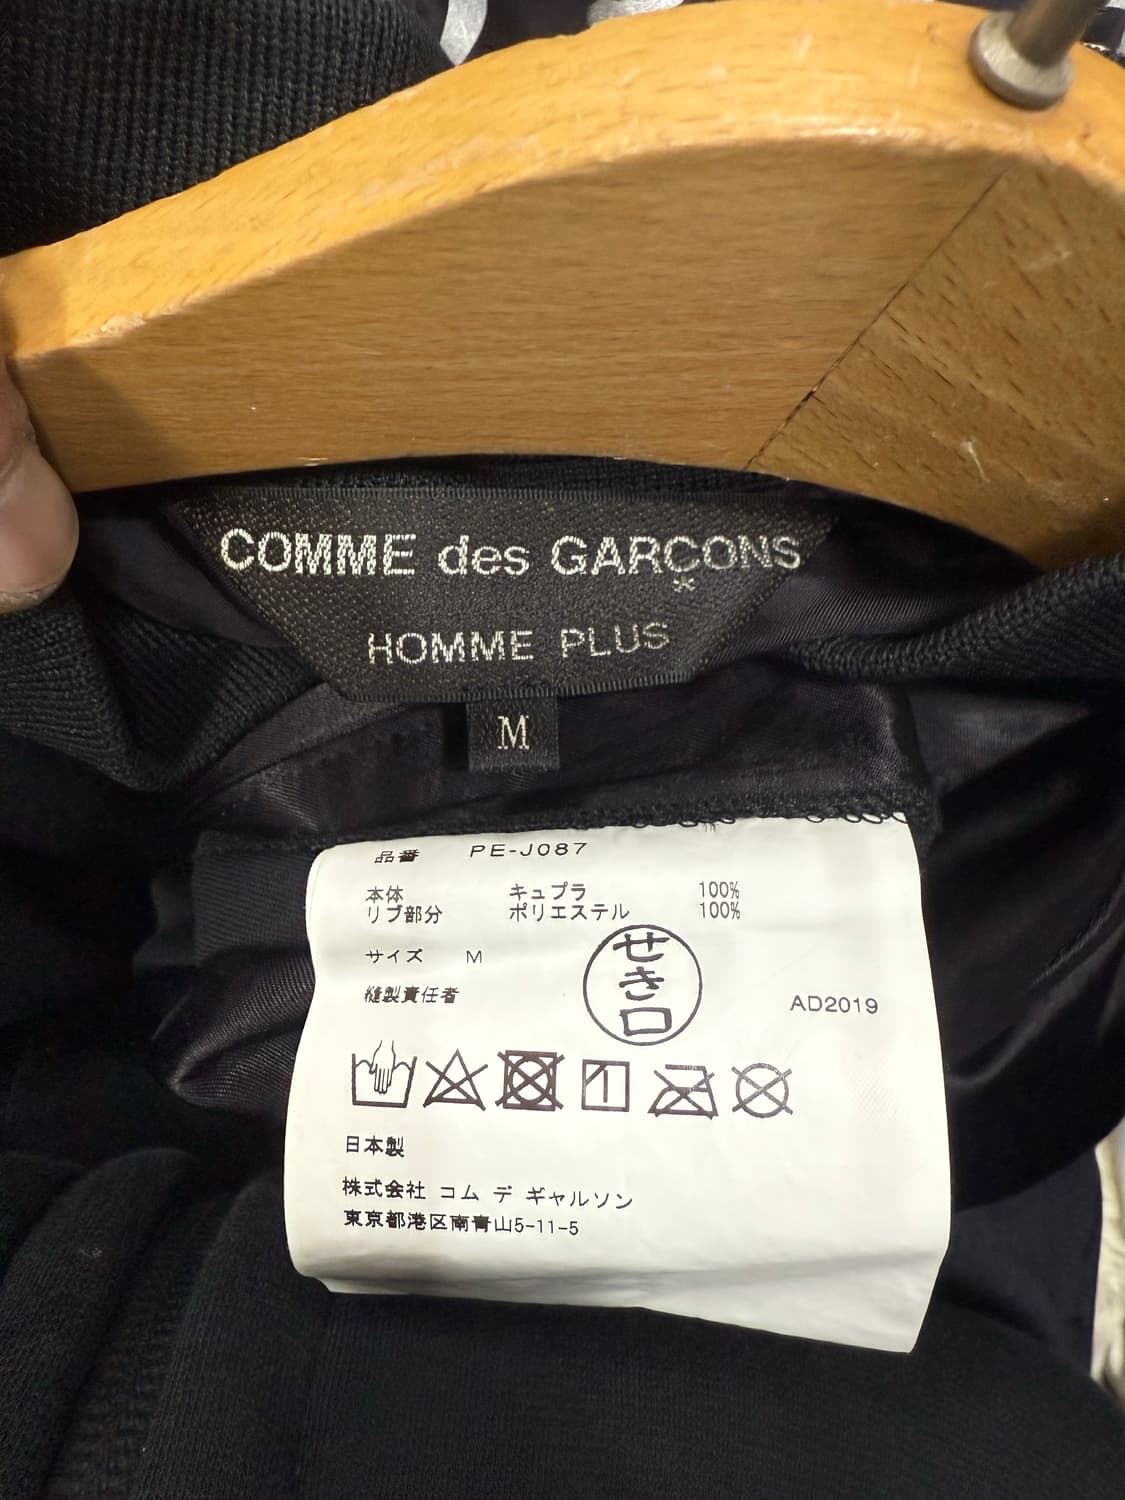 COMME des GARÇONS
HOMME PLUS
M
品番 PE-J087
本体 キュプラ 100%
リブ部分 ポリエステル 100%
サイズ M
縫製責任者
せき口
AD2019
日本製
株式会社 コム デ ギャルソン
東京都港区南青山5-11-5